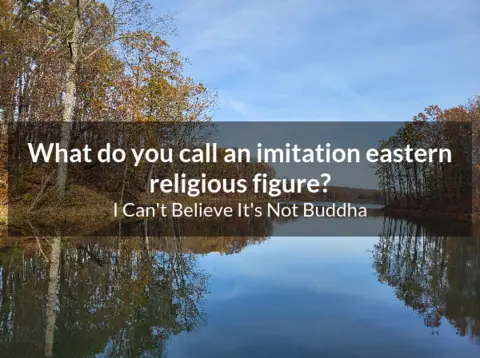 What do you call an imitation eastern
religious figure?
I Can't Believe It's Not Buddha